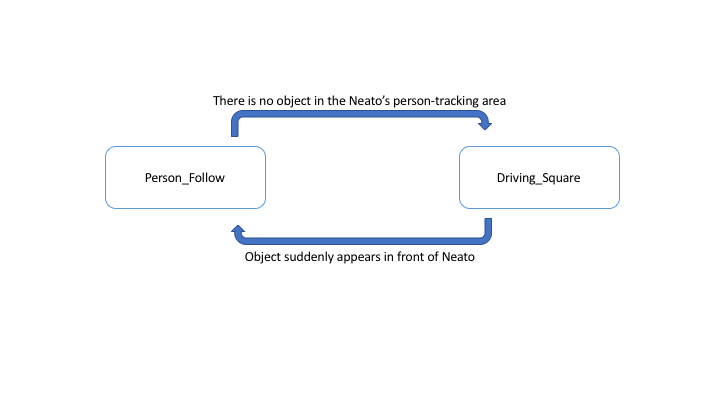 There is no object in the Neato’s person-tracking area
Person_Follow
Driving_Square
Object suddenly appears in front of Neato